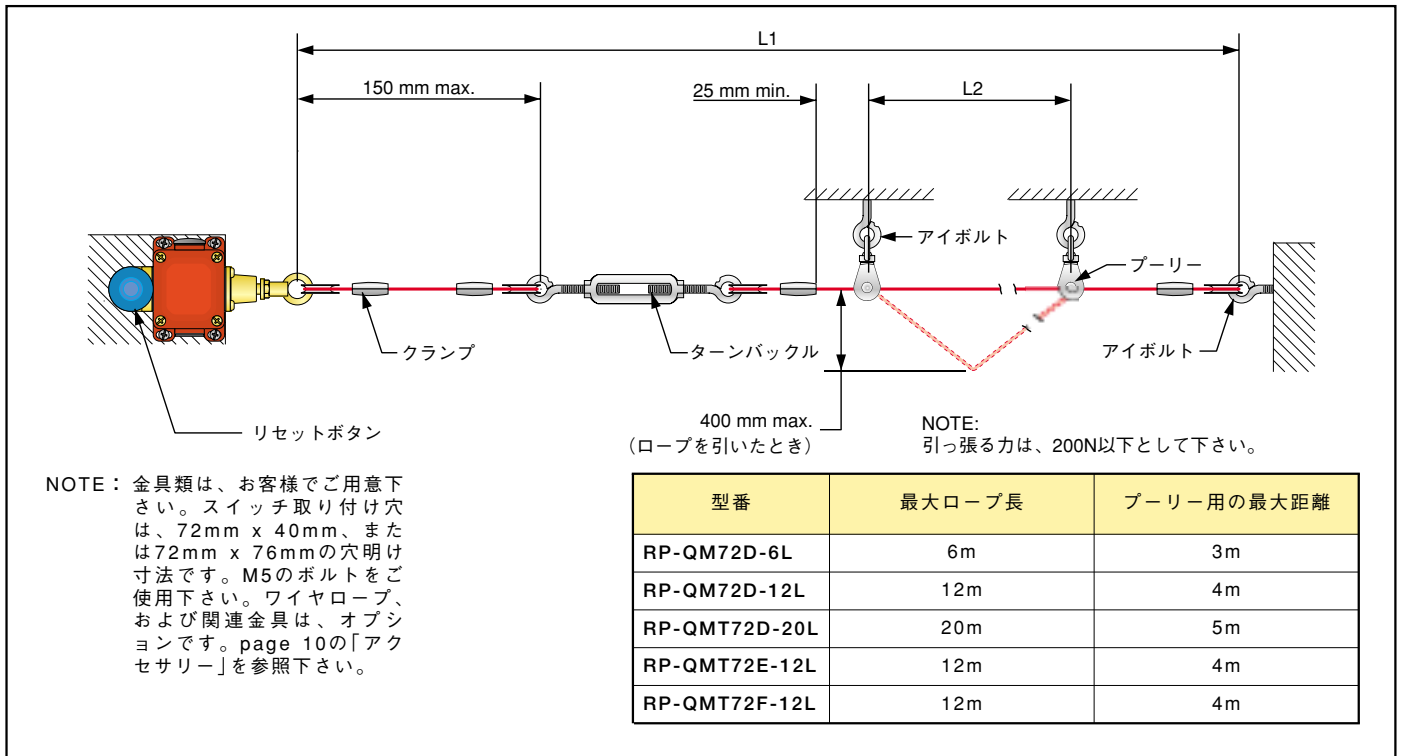 L1
150 mm max.
25 mm min.
L2
アイボルト
プーリー
クランプ
ターンバックル
アイボルト
リセットボタン
400 mm max.
（ロープを引いたとき）
NOTE:
引っ張る力は、200N以下として下さい。
NOTE： 金具類は、お客様でご用意下
さい。スイッチ取り付け穴
は、72mm x 40mm、また
は72mm x 76mmの穴明け
寸法です。M5のボルトをご
使用下さい。ワイヤロープ、
および関連金具は、オプシ
ョンです。page 10の｢アク
セサリー｣を参照下さい。
型番 最大ロープ長 プーリー用の最大距離
RP-QM72D-6L 6m 3m
RP-QM72D-12L 12m 4m
RP-QMT72D-20L 20m 5m
RP-QMT72E-12L 12m 4m
RP-QMT72F-12L 12m 4m